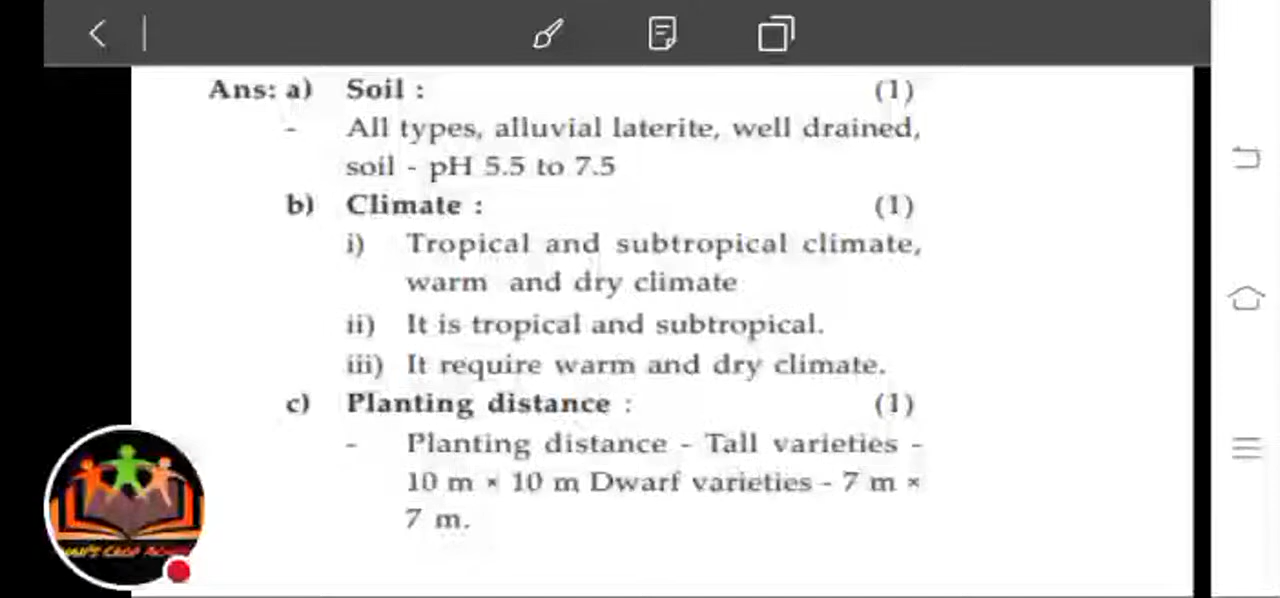 Ans: a) Soil : (1)
- All types, alluvial laterite, well drained,
soil - pH 5.5 to 7.5
b) Climate : (1)
i) Tropical and subtropical climate,
warm and dry climate
ii) It is tropical and subtropical.
iii) It require warm and dry climate.
c) Planting distance : (1)
- Planting distance - Tall varieties -
10 m × 10 m Dwarf varieties - 7 m ×
7 m.